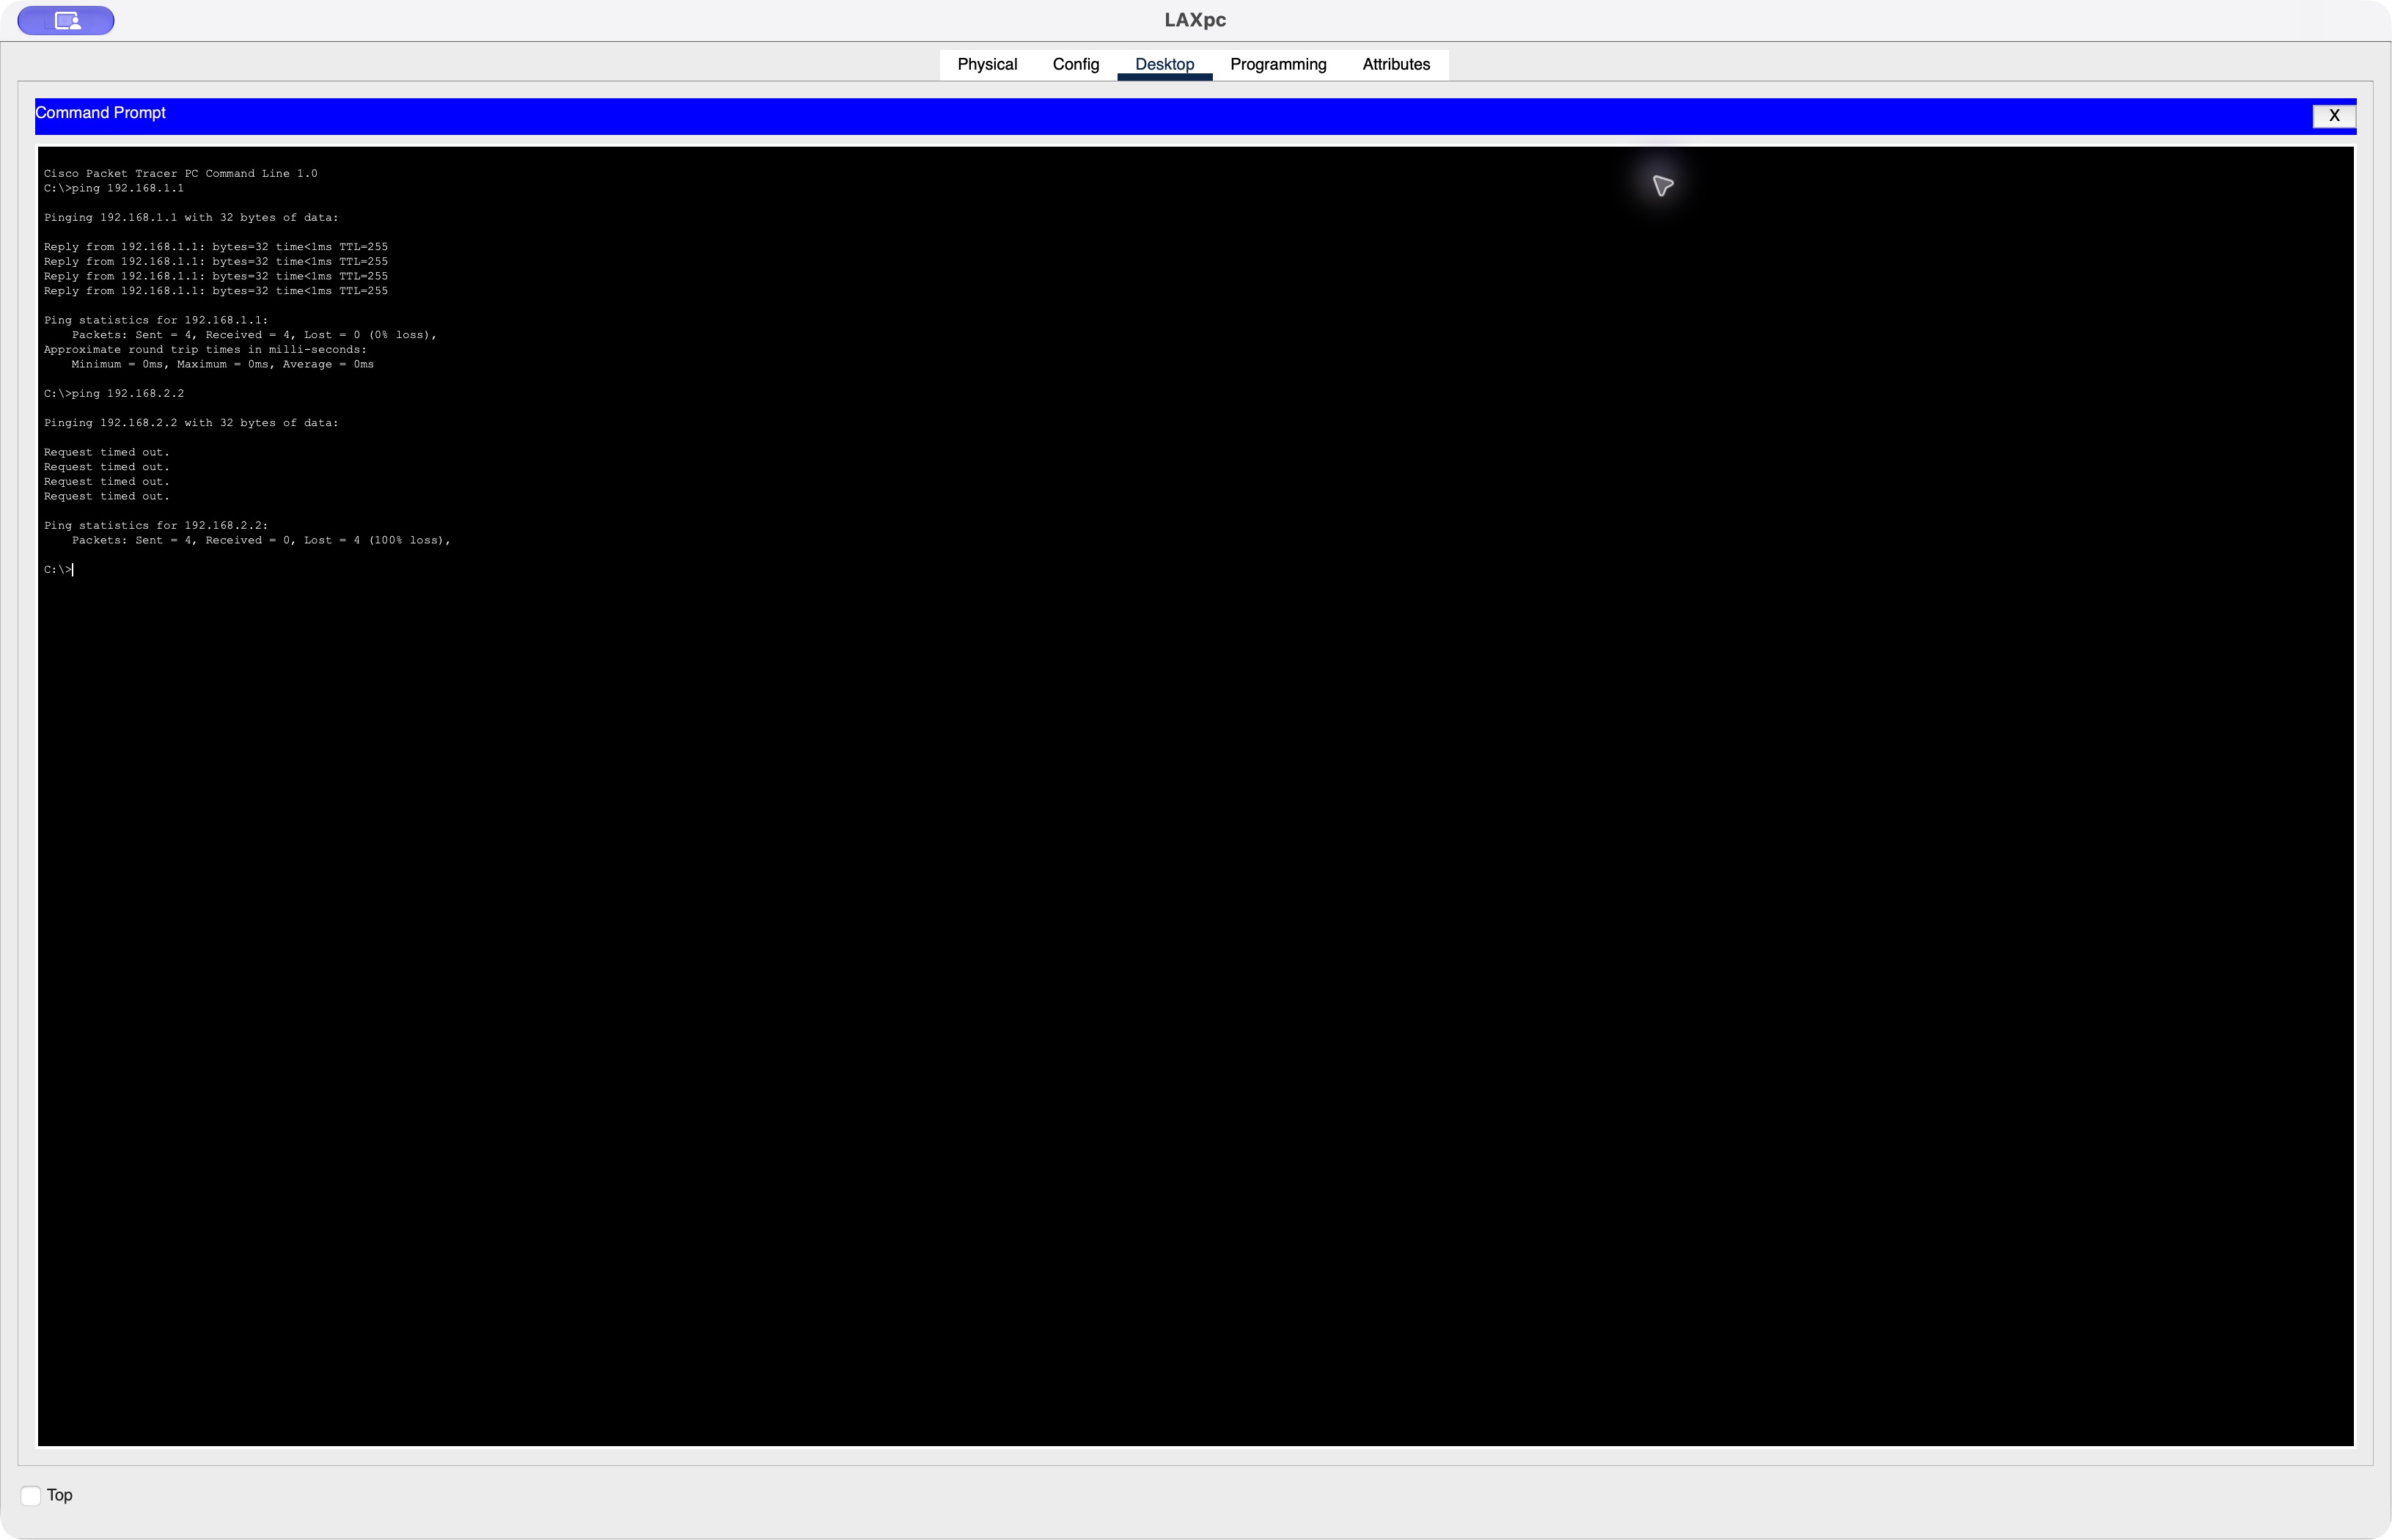 LAXpc
Physical Config Desktop Programming Attributes
Command Prompt
X
Cisco Packet Tracer PC Command Line 1.0
C:\>ping 192.168.1.1
Pinging 192.168.1.1 with 32 bytes of data:
Reply from 192.168.1.1: bytes=32 time<1ms TTL=255
Reply from 192.168.1.1: bytes=32 time<1ms TTL=255
Reply from 192.168.1.1: bytes=32 time<1ms TTL=255
Reply from 192.168.1.1: bytes=32 time<1ms TTL=255
Ping statistics for 192.168.1.1:
    Packets: Sent = 4, Received = 4, Lost = 0 (0% loss),
Approximate round trip times in milli-seconds:
    Minimum = 0ms, Maximum = 0ms, Average = 0ms
C:\>ping 192.168.2.2
Pinging 192.168.2.2 with 32 bytes of data:
Request timed out.
Request timed out.
Request timed out.
Request timed out.
Ping statistics for 192.168.2.2:
    Packets: Sent = 4, Received = 0, Lost = 4 (100% loss),
C:\>
Top